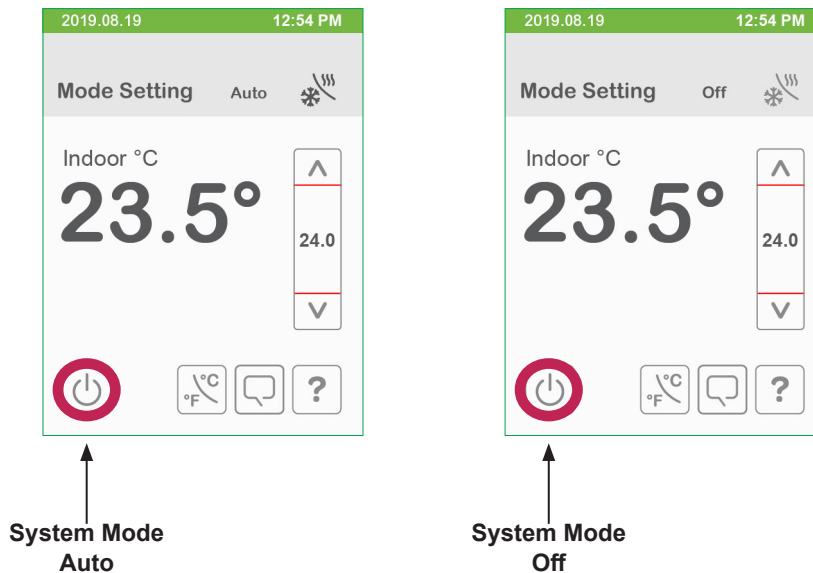 2019.08.19 12:54 PM
Mode Setting Auto
Indoor °C
23.5°
24.0
°F °C
?
System Mode
Auto
2019.08.19 12:54 PM
Mode Setting Off
Indoor °C
23.5°
24.0
°F °C
?
System Mode
Off